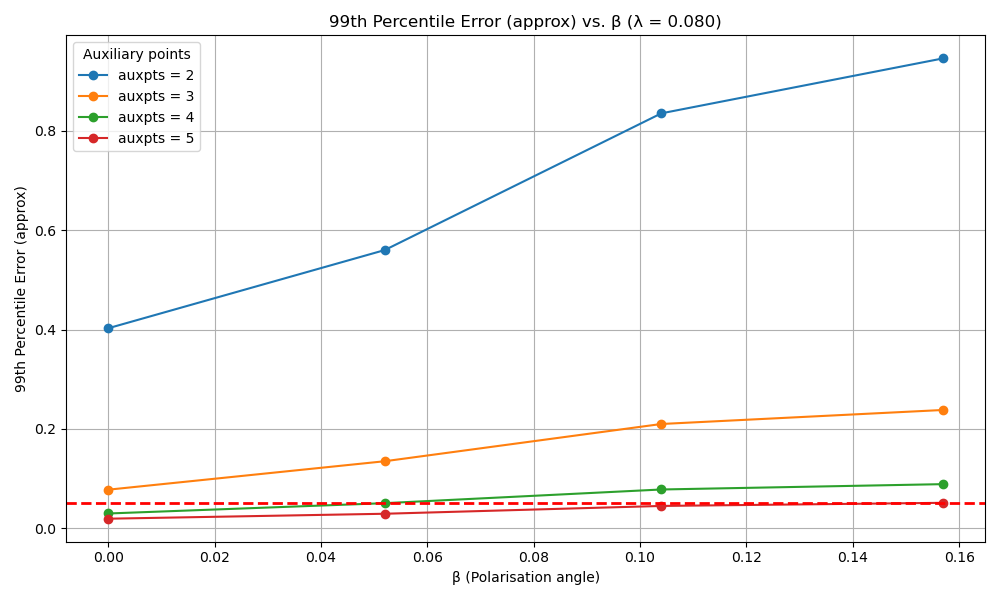 99th Percentile Error (approx) vs. β (λ = 0.080)
Auxiliary points
auxpts = 2
auxpts = 3
auxpts = 4
auxpts = 5
99th Percentile Error (approx)
0.8
0.6
0.4
0.2
0.0
0.00 0.02 0.04 0.06 0.08 0.10 0.12 0.14 0.16
β (Polarisation angle)